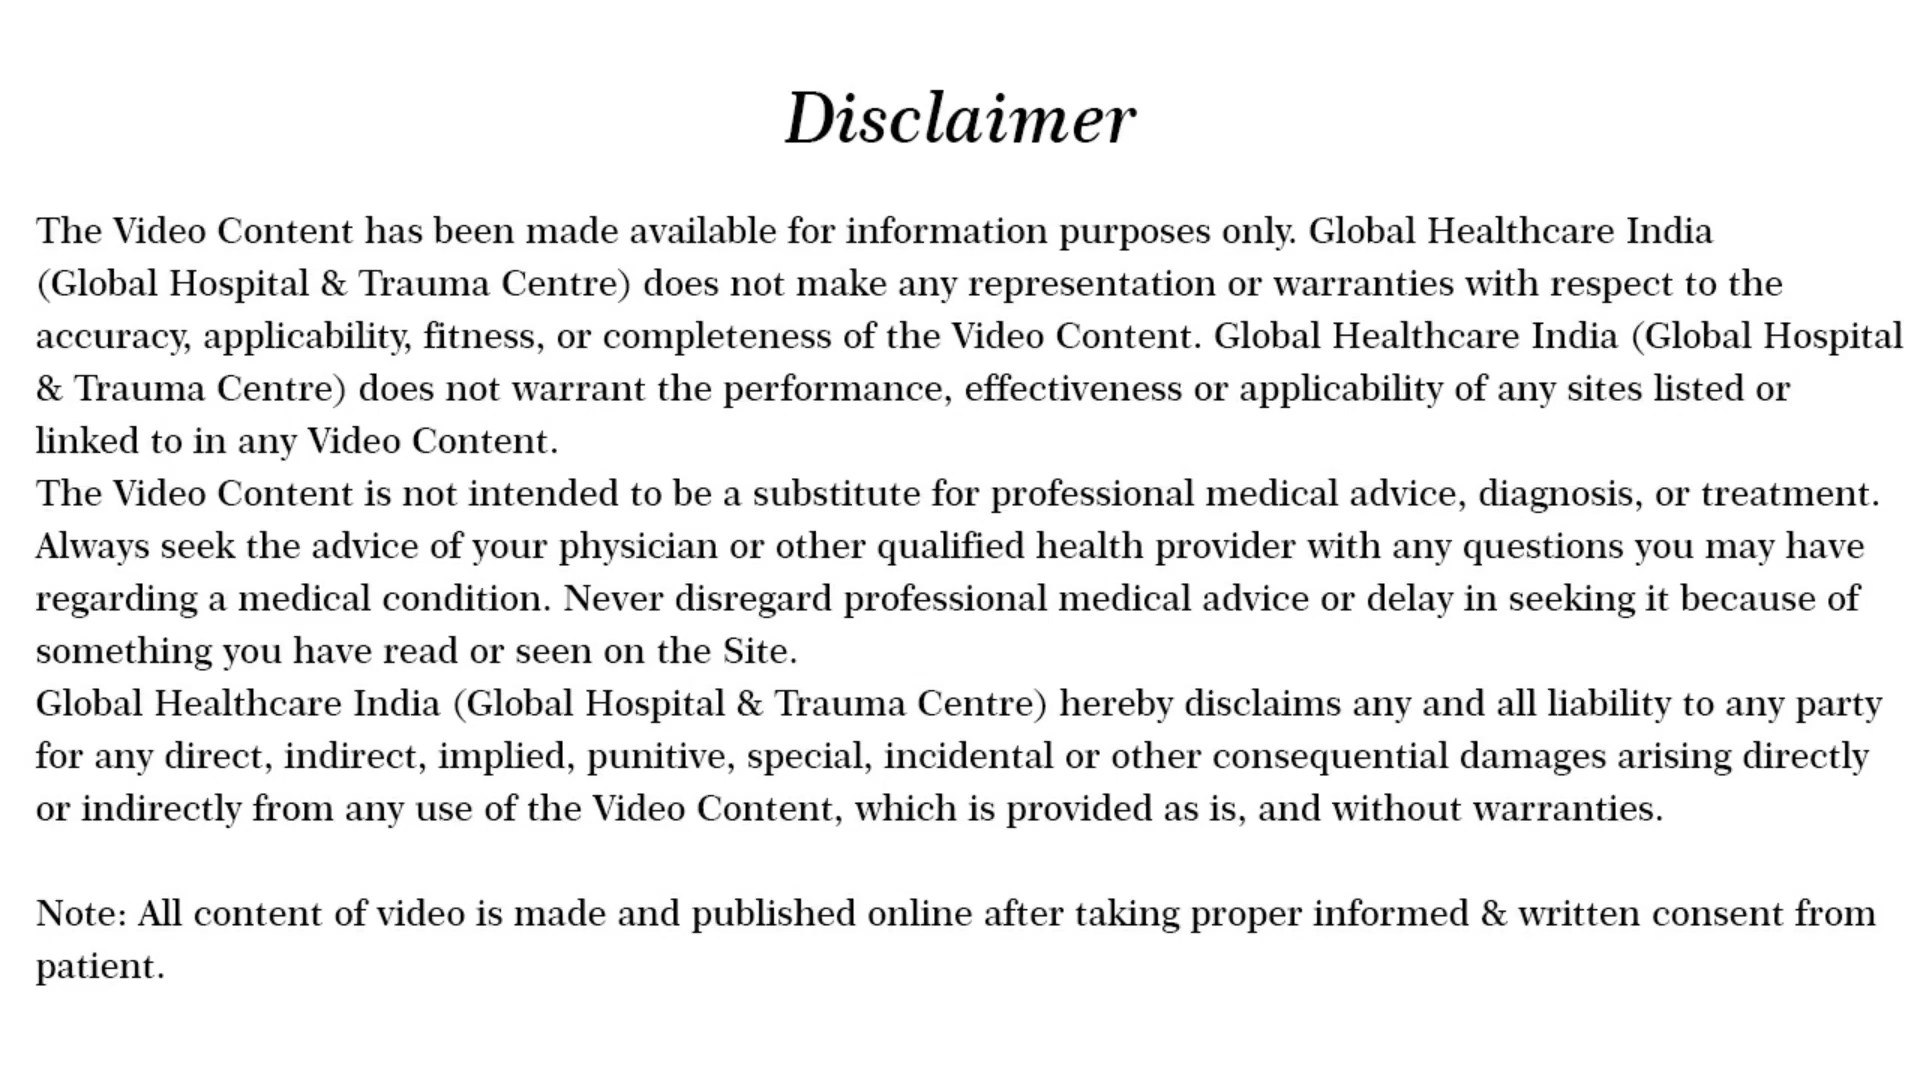 Disclaimer
The Video Content has been made available for information purposes only. Global Healthcare India
(Global Hospital & Trauma Centre) does not make any representation or warranties with respect to the
accuracy, applicability, fitness, or completeness of the Video Content. Global Healthcare India (Global Hospital
& Trauma Centre) does not warrant the performance, effectiveness or applicability of any sites listed or
linked to in any Video Content.
The Video Content is not intended to be a substitute for professional medical advice, diagnosis, or treatment.
Always seek the advice of your physician or other qualified health provider with any questions you may have
regarding a medical condition. Never disregard professional medical advice or delay in seeking it because of
something you have read or seen on the Site.
Global Healthcare India (Global Hospital & Trauma Centre) hereby disclaims any and all liability to any party
for any direct, indirect, implied, punitive, special, incidental or other consequential damages arising directly
or indirectly from any use of the Video Content, which is provided as is, and without warranties.
Note: All content of video is made and published online after taking proper informed & written consent from
patient.